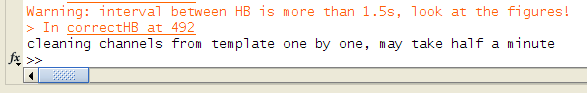 Warning: interval between HB is more than 1.5s, look at the figures!
> In correctHB at 492
cleaning channels from template one by one, may take half a minute
fx >>